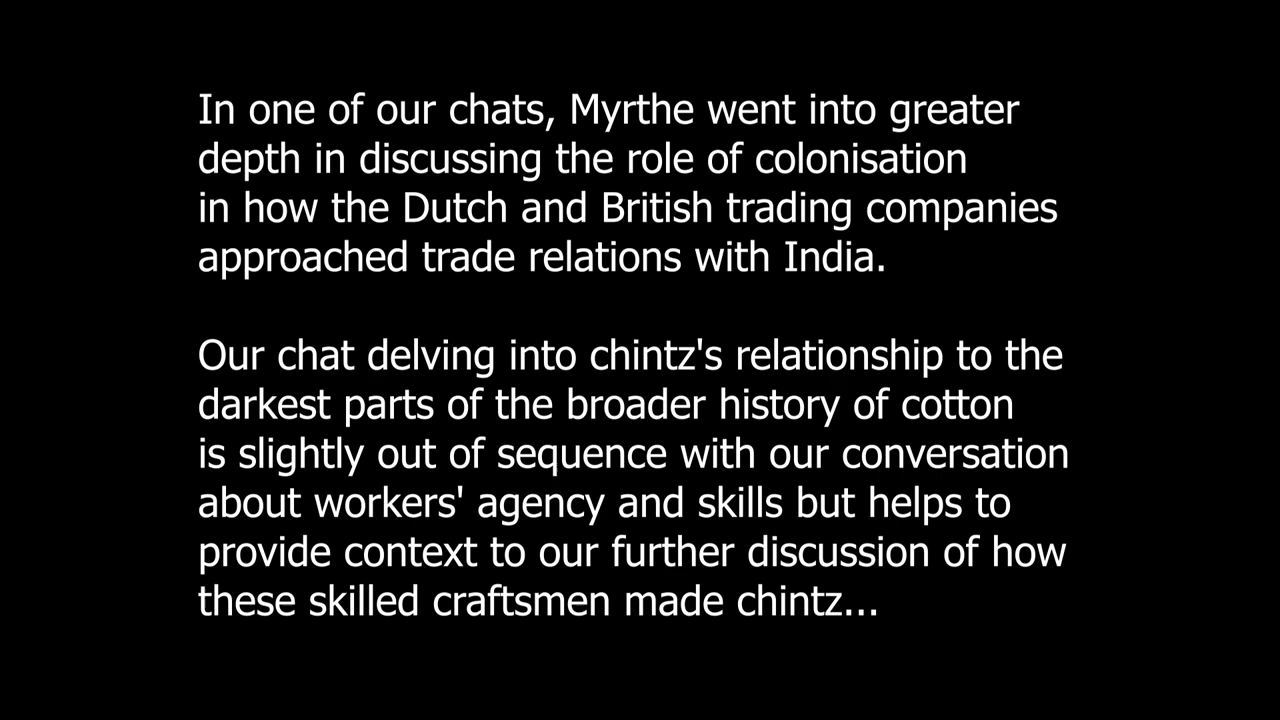 In one of our chats, Myrthe went into greater
depth in discussing the role of colonisation
in how the Dutch and British trading companies
approached trade relations with India.
Our chat delving into chintz's relationship to the
darkest parts of the broader history of cotton
is slightly out of sequence with our conversation
about workers' agency and skills but helps to
provide context to our further discussion of how
these skilled craftsmen made chintz...